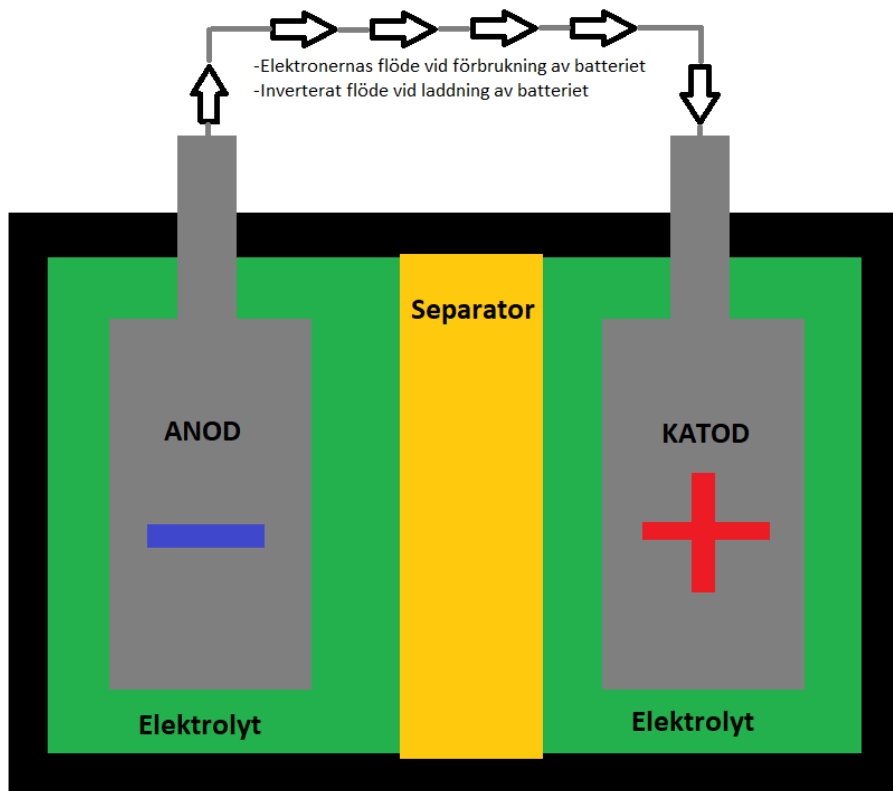 -Elektronernas flöde vid förbrukning av batteriet
-Inverterat flöde vid laddning av batteriet
Separator
ANOD
KATOD
Elektrolyt
Elektrolyt